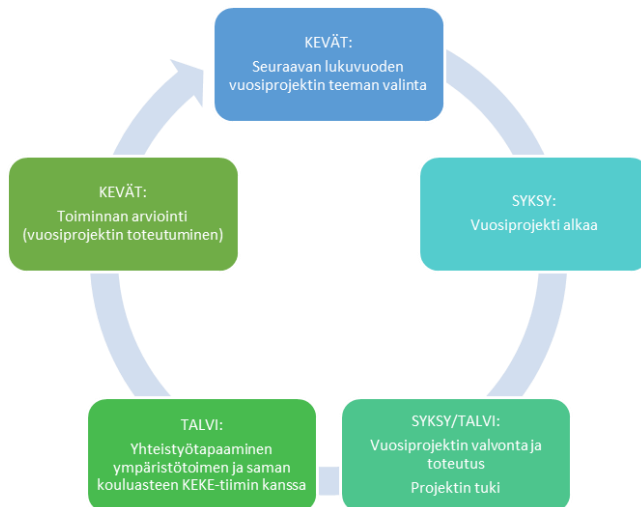 KEVÄT:
Seuraavan lukuvuoden
vuosiprojektin teeman valinta
SYKSY:
Vuosiprojekti alkaa
SYKSY/TALVI:
Vuosiprojektin valvonta ja
toteutus
Projektin tuki
TALVI:
Yhteistyötapaaminen
ympäristötoimen ja saman
kouluasteen KEKE-tiimin kanssa
KEVÄT:
Toiminnan arviointi
(vuosiprojektin toteutuminen)